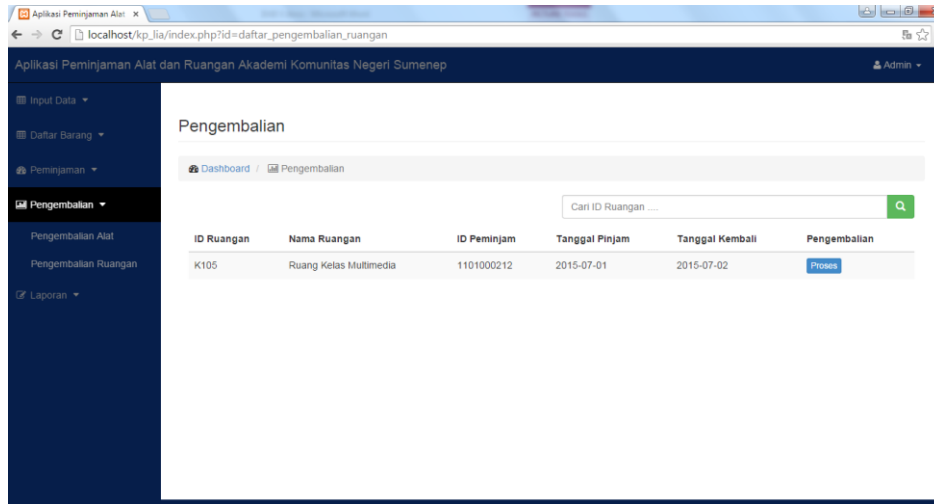 Aplikasi Peminjaman Alat
localhost/kp_lia/index.php?id=daftar_pengembalian_ruangan
Aplikasi Peminjaman Alat dan Ruangan Akademi Komunitas Negeri Sumenep
Admin
Input Data
Daftar Barang
Peminjaman
Pengembalian
Pengembalian Alat
Pengembalian Ruangan
Laporan
Pengembalian
Dashboard / Pengembalian
Cari ID Ruangan ....
ID Ruangan Nama Ruangan ID Peminjam Tanggal Pinjam Tanggal Kembali Pengembalian
K105 Ruang Kelas Multimedia 1101000212 2015-07-01 2015-07-02 Proses